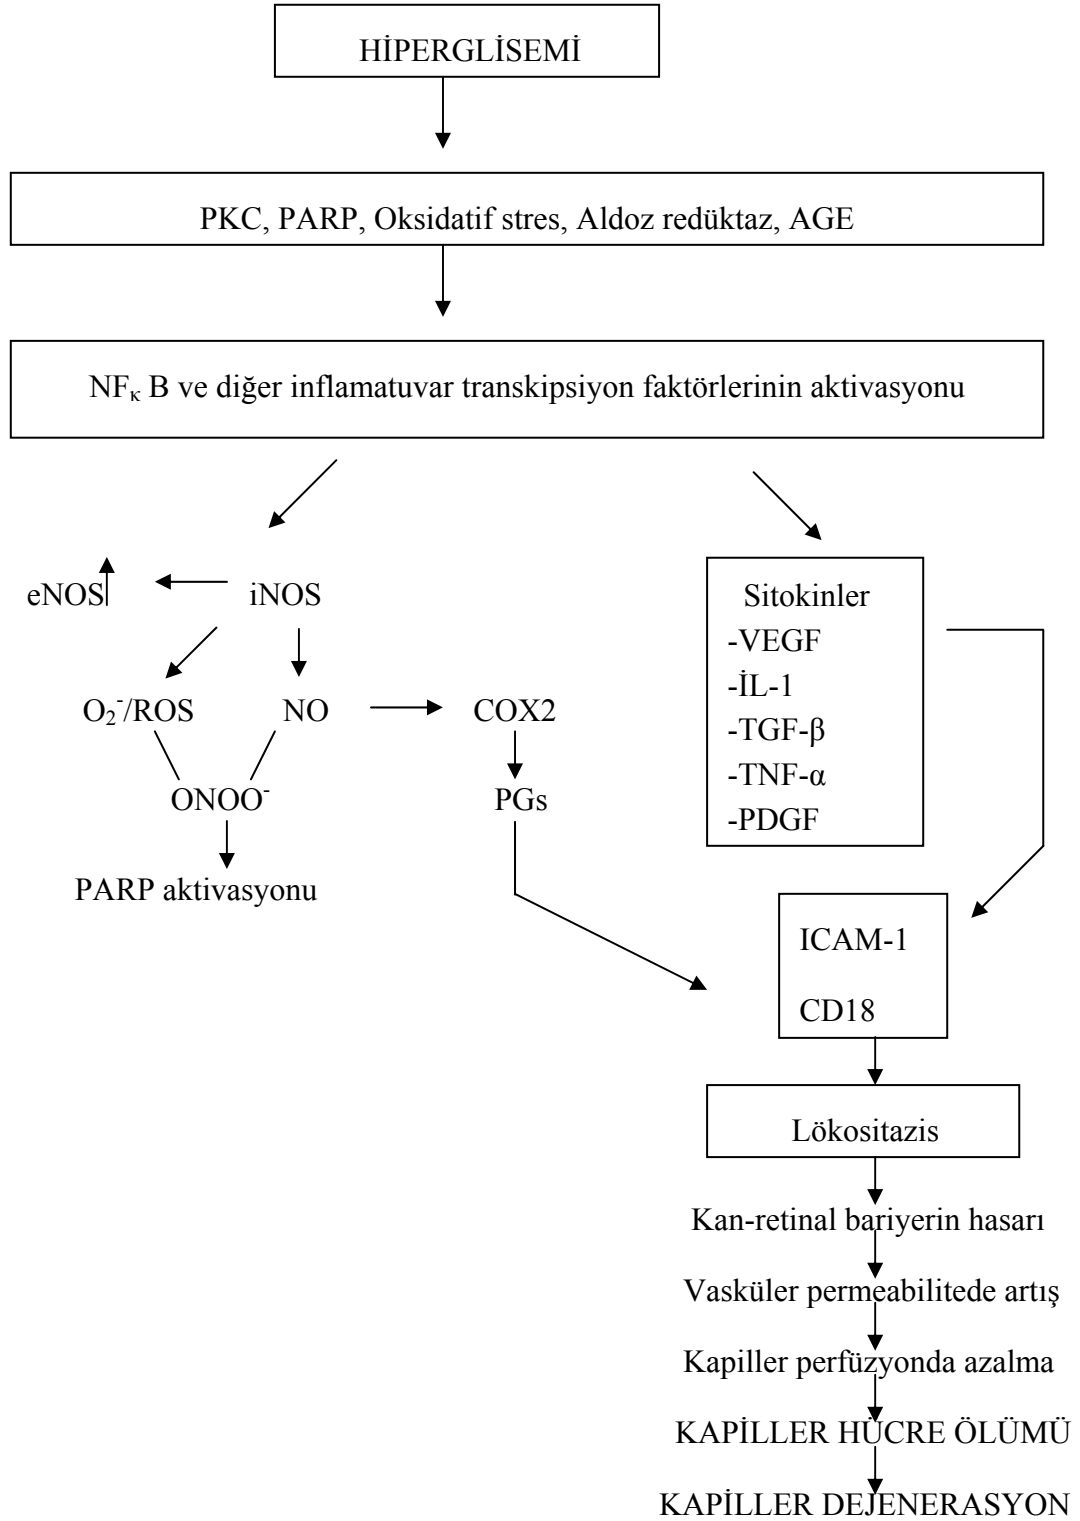 HİPERGLİSEMİ
PKC, PARP, Oksidatif stres, Aldoz redüktaz, AGE
NFκ B ve diğer inflamatuvar transkipsiyon faktörlerinin aktivasyonu
eNOS
iNOS
O₂⁻/ROS
NO
COX2
ONOO⁻
PGs
PARP aktivasyonu
Sitokinler
-VEGF
-İL-1
-TGF-β
-TNF-α
-PDGF
ICAM-1
CD18
Lökositazis
Kan-retinal bariyerin hasarı
Vasküler permeabilitede artış
Kapiller perfüzyonda azalma
KAPİLLER HÜCRE ÖLÜMÜ
KAPİLLER DEJENERASYON